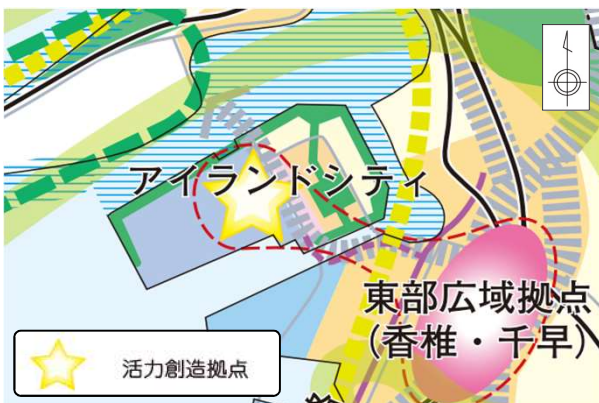 アイランドシティ
東部広域拠点
(香椎・千早)
活力創造拠点